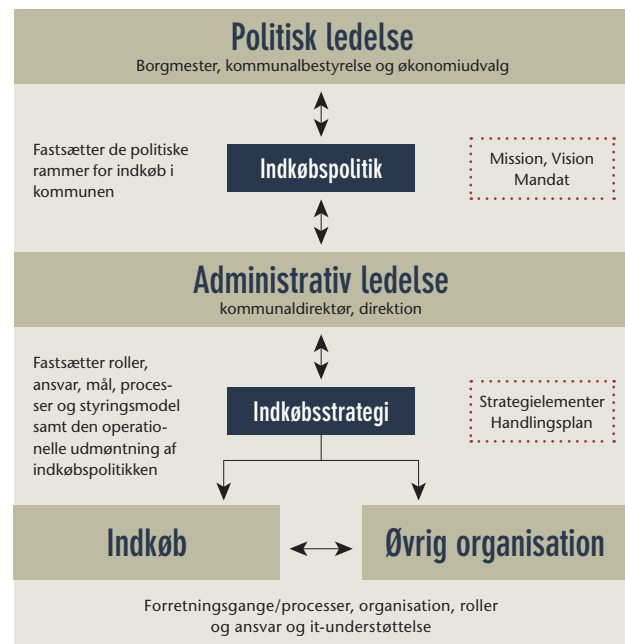 Politisk ledelse
Borgmester, kommunalbestyrelse og økonomiudvalg
Fastsætter de politiske
rammer for indkøb i
kommunen
Indkøbspolitik
Mission, Vision
Mandat
Administrativ ledelse
kommunaldirektør, direktion
Fastsætter roller,
ansvar, mål, proces-
ser og styringsmodel
samt den operatio-
nelle udmøntning af
indkøbspolitikken
Indkøbsstrategi
Strategielementer
Handlingsplan
Indkøb
Øvrig organisation
Forretningsgange/processer, organisation, roller
og ansvar og it-understøttelse